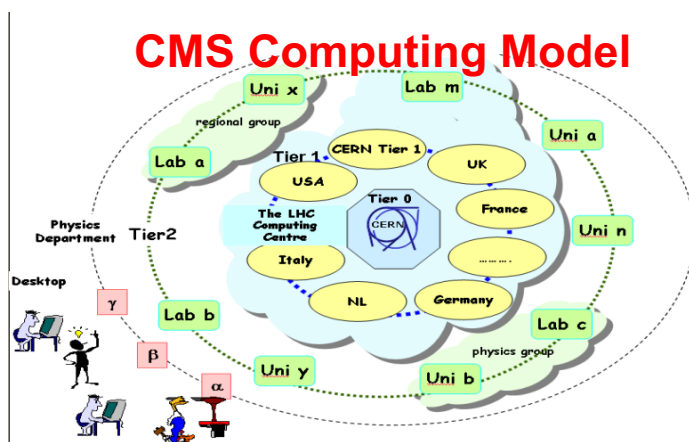 CMS Computing Model
Uni x
Lab m
regional group
Uni a
Lab a
Tier 1
CERN Tier 1
UK
USA
Tier 0
France
The LHC
Computing
Centre
CERN
Physics
Department
Tier2
Uni n
Italy
……….
Desktop
NL
Germany
γ
Lab b
Lab c
physics group
β
Uni y
Uni b
α